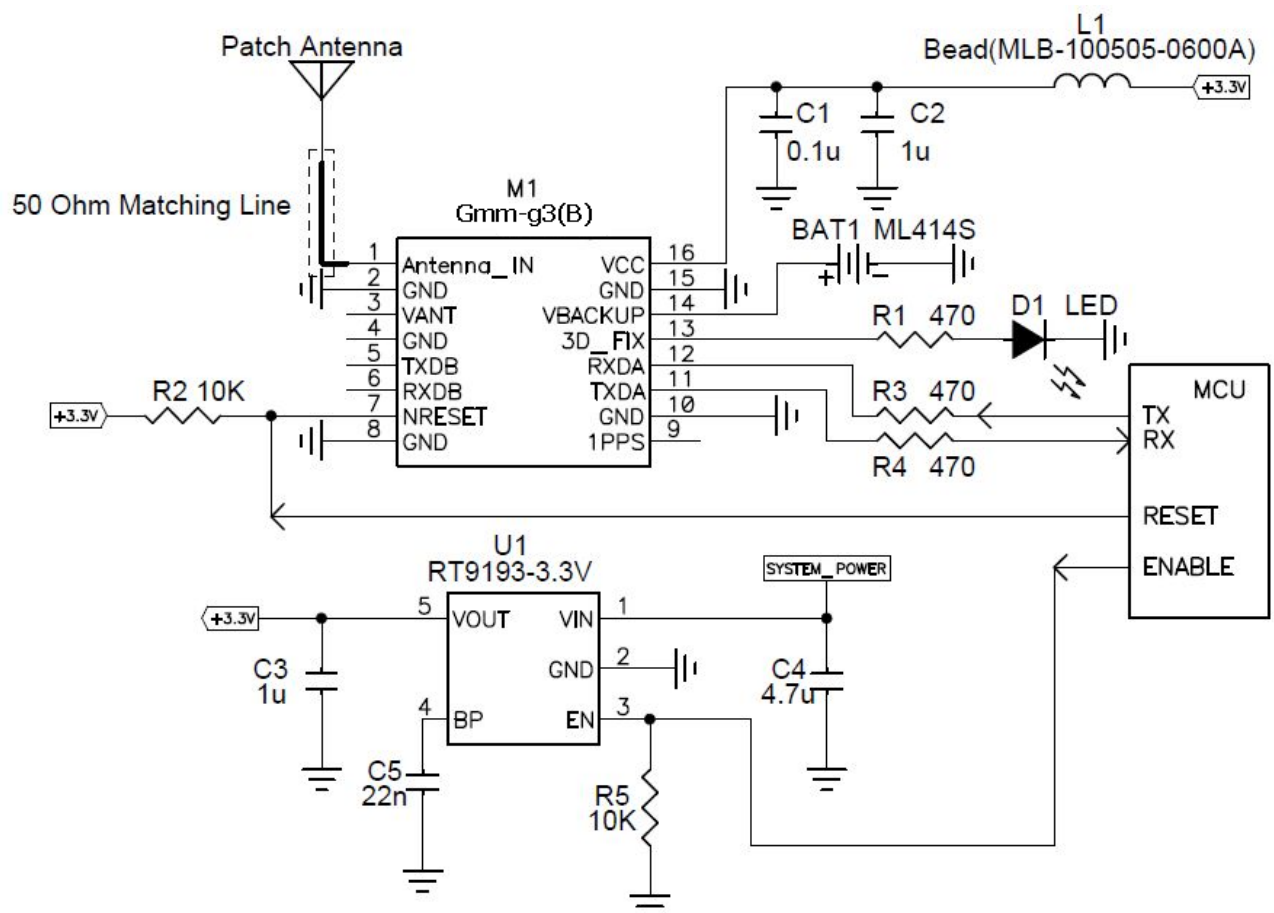 Patch Antenna
L1
Bead(MLB-100505-0600A)
+3.3V
C1
0.1u
C2
1u
50 Ohm Matching Line
M1
Gmm-g3(B)
BAT1 ML414S
+ -
1 Antenna_IN
2 GND
3 VANT
4 GND
5 TXDB
6 RXDB
7 NRESET
8 GND
VCC 16
GND 15
VBACKUP 14
3D_FIX 13
RXDA 12
TXDA 11
GND 10
1PPS 9
R1 470
D1 LED
R3 470
R4 470
MCU
TX
RX
RESET
ENABLE
R2 10K
+3.3V
U1
RT9193-3.3V
SYSTEM_POWER
+3.3V
5 VOUT
4 BP
VIN 1
GND 2
EN 3
C3
1u
C4
4.7u
C5
22n
R5
10K